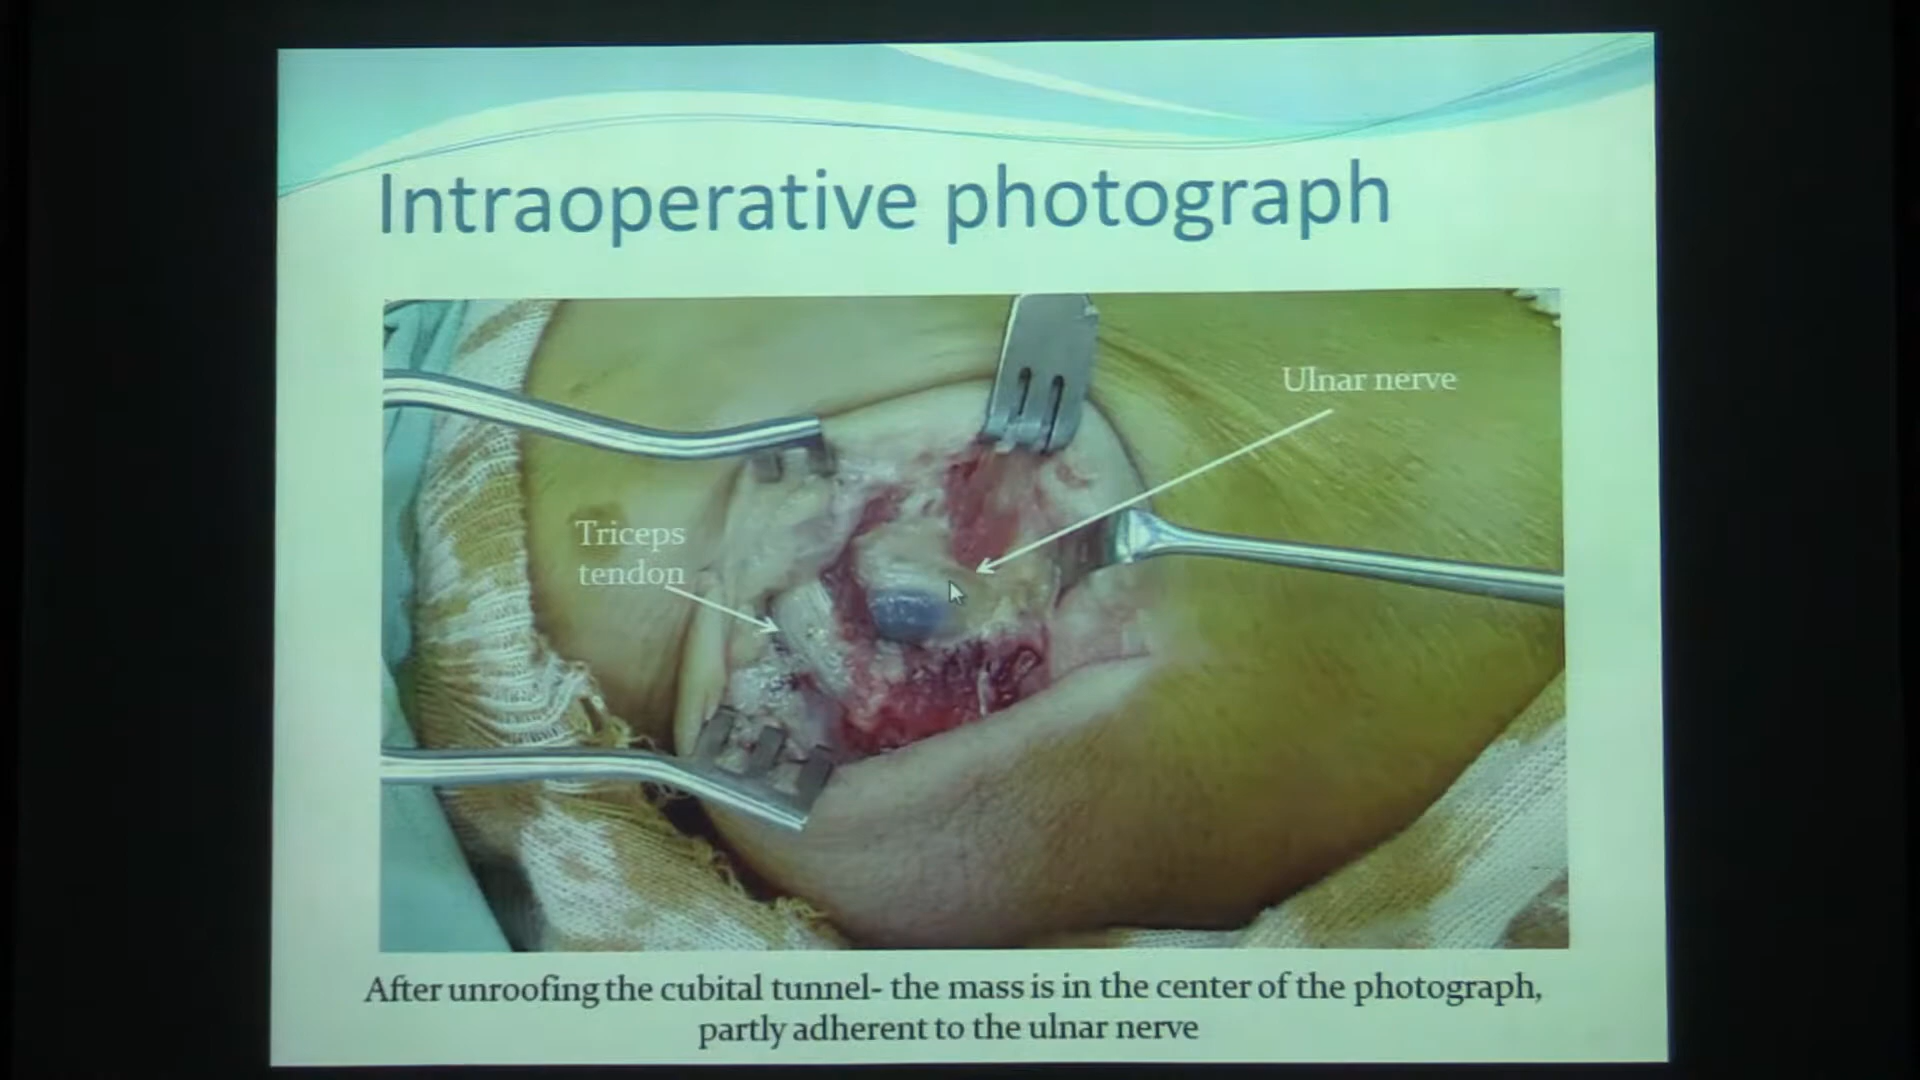 Intraoperative photograph
Ulnar nerve
Triceps
tendon
After unroofing the cubital tunnel- the mass is in the center of the photograph,
partly adherent to the ulnar nerve